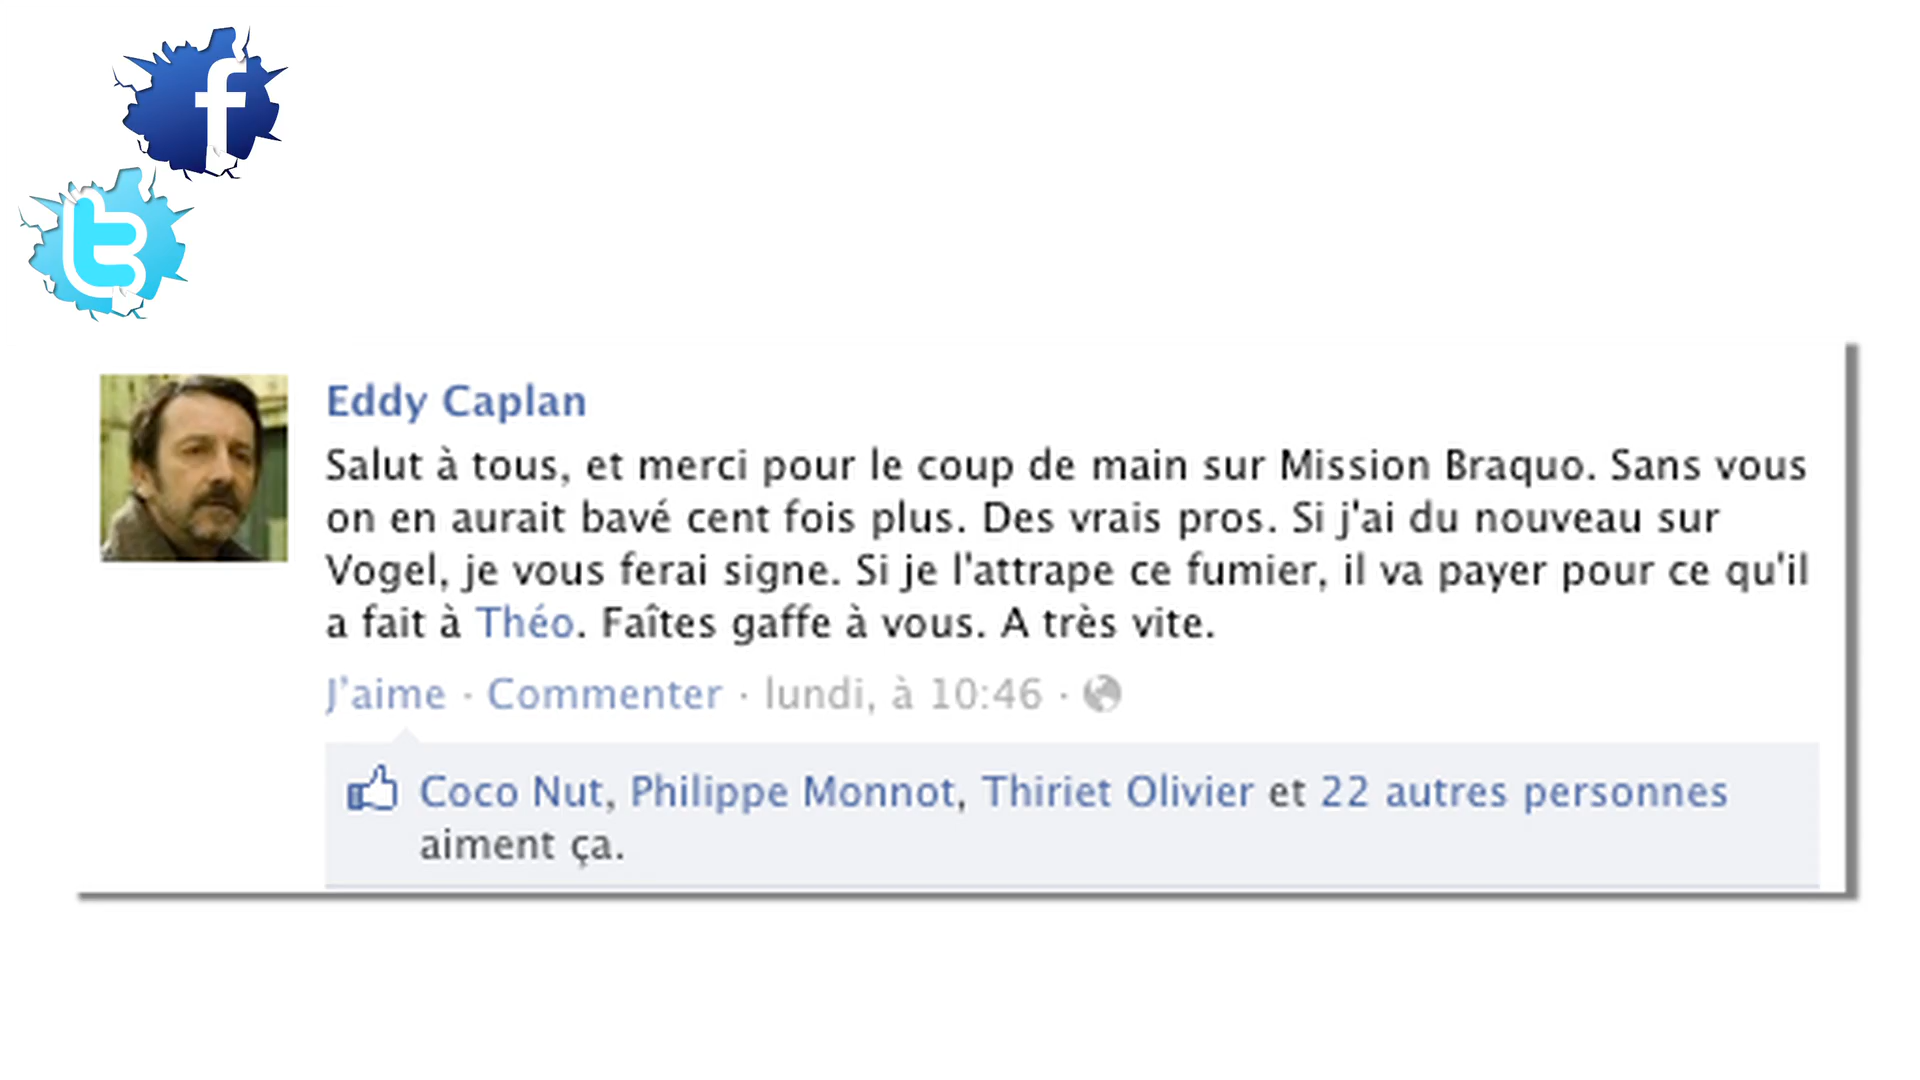 f
t
Eddy Caplan
Salut à tous, et merci pour le coup de main sur Mission Braquo. Sans vous
on en aurait bavé cent fois plus. Des vrais pros. Si j'ai du nouveau sur
Vogel, je vous ferai signe. Si je l'attrape ce fumier, il va payer pour ce qu'il
a fait à Théo. Faîtes gaffe à vous. A très vite.
J'aime · Commenter · lundi, à 10:46 ·
Coco Nut, Philippe Monnot, Thiriet Olivier et 22 autres personnes
aiment ça.